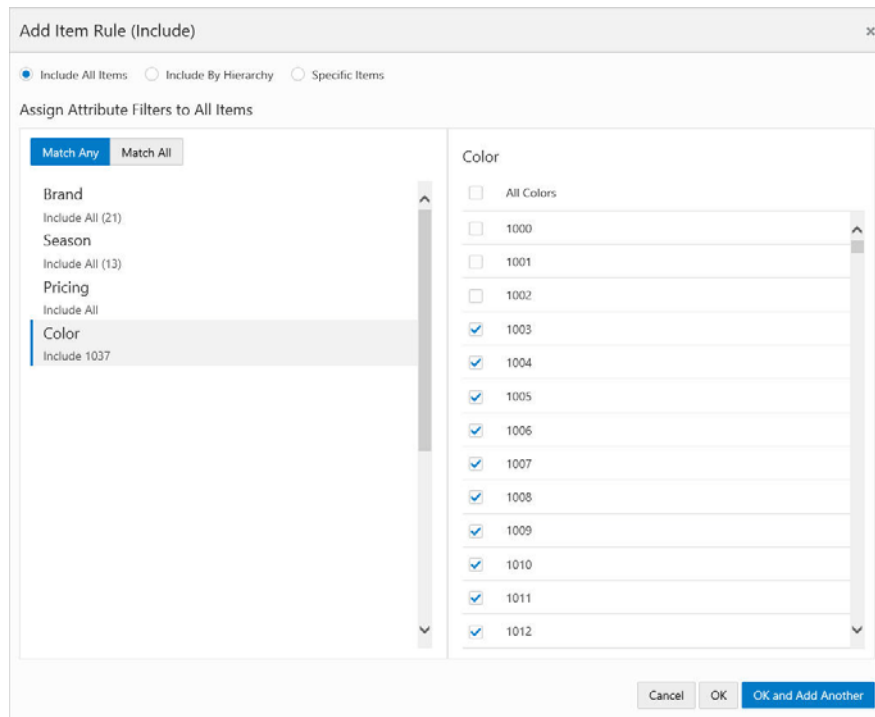 Add Item Rule (Include)
Include All Items Include By Hierarchy Specific Items
Assign Attribute Filters to All Items
Match Any Match All
Brand
Include All (21)
Season
Include All (13)
Pricing
Include All
Color
Include 1037
Color
All Colors
1000
1001
1002
1003
1004
1005
1006
1007
1008
1009
1010
1011
1012
Cancel OK OK and Add Another